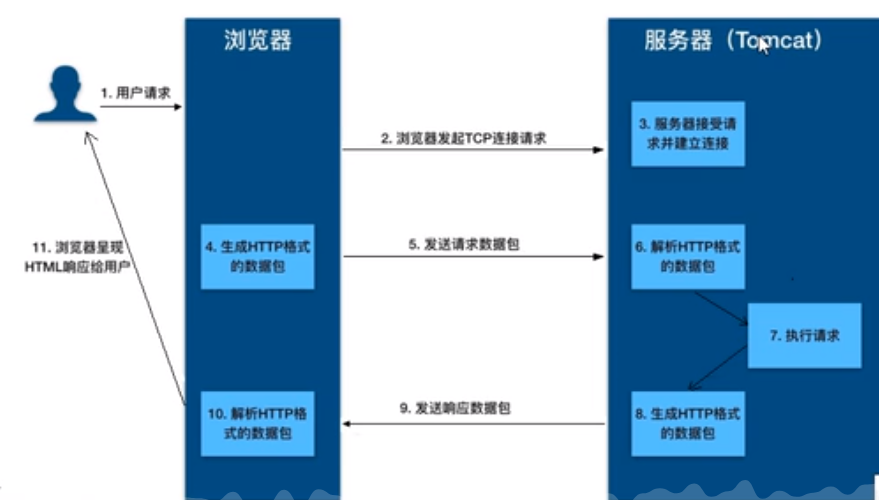 浏览器
服务器（Tomcat）
1. 用户请求
2. 浏览器发起TCP连接请求
3. 服务器接受请
求并建立连接
4. 生成HTTP格式
的数据包
5. 发送请求数据包
6. 解析HTTP格式
的数据包
7. 执行请求
8. 生成HTTP格式
的数据包
9. 发送响应数据包
10. 解析HTTP格
式的数据包
11. 浏览器呈现
HTML响应给用户